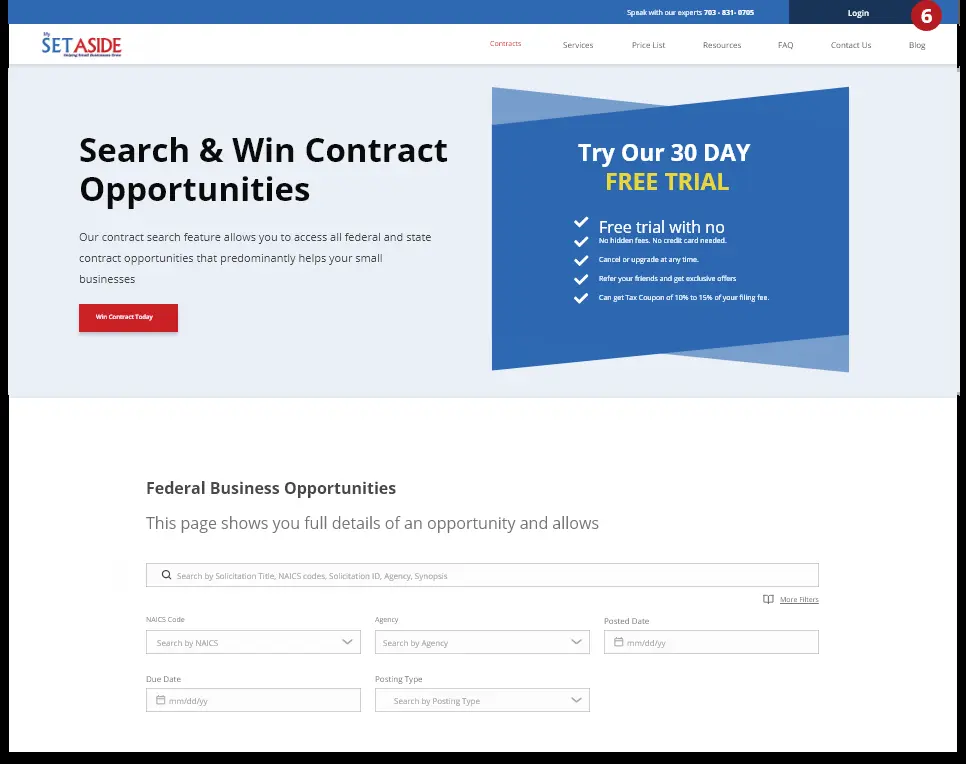 Speak with our experts 703 - 831- 0705
Login
6
My
SETASIDE
Helping Small Businesses Grow
Contracts
Services
Price List
Resources
FAQ
Contact Us
Blog
Search & Win Contract
Opportunities
Our contract search feature allows you to access all federal and state
contract opportunities that predominantly helps your small
businesses
Win Contract Today
Try Our 30 DAY
FREE TRIAL
Free trial with no
No hidden fees. No credit card needed.
Cancel or upgrade at any time.
Refer your friends and get exclusive offers
Can get Tax Coupon of 10% to 15% of your filing fee.
Federal Business Opportunities
This page shows you full details of an opportunity and allows
Search by Solicitation Title, NAICS codes, Solicitation ID, Agency, Synopsis
More Filters
NAICS Code
Agency
Posted Date
Search by NAICS
Search by Agency
mm/dd/yy
Due Date
Posting Type
mm/dd/yy
Search by Posting Type